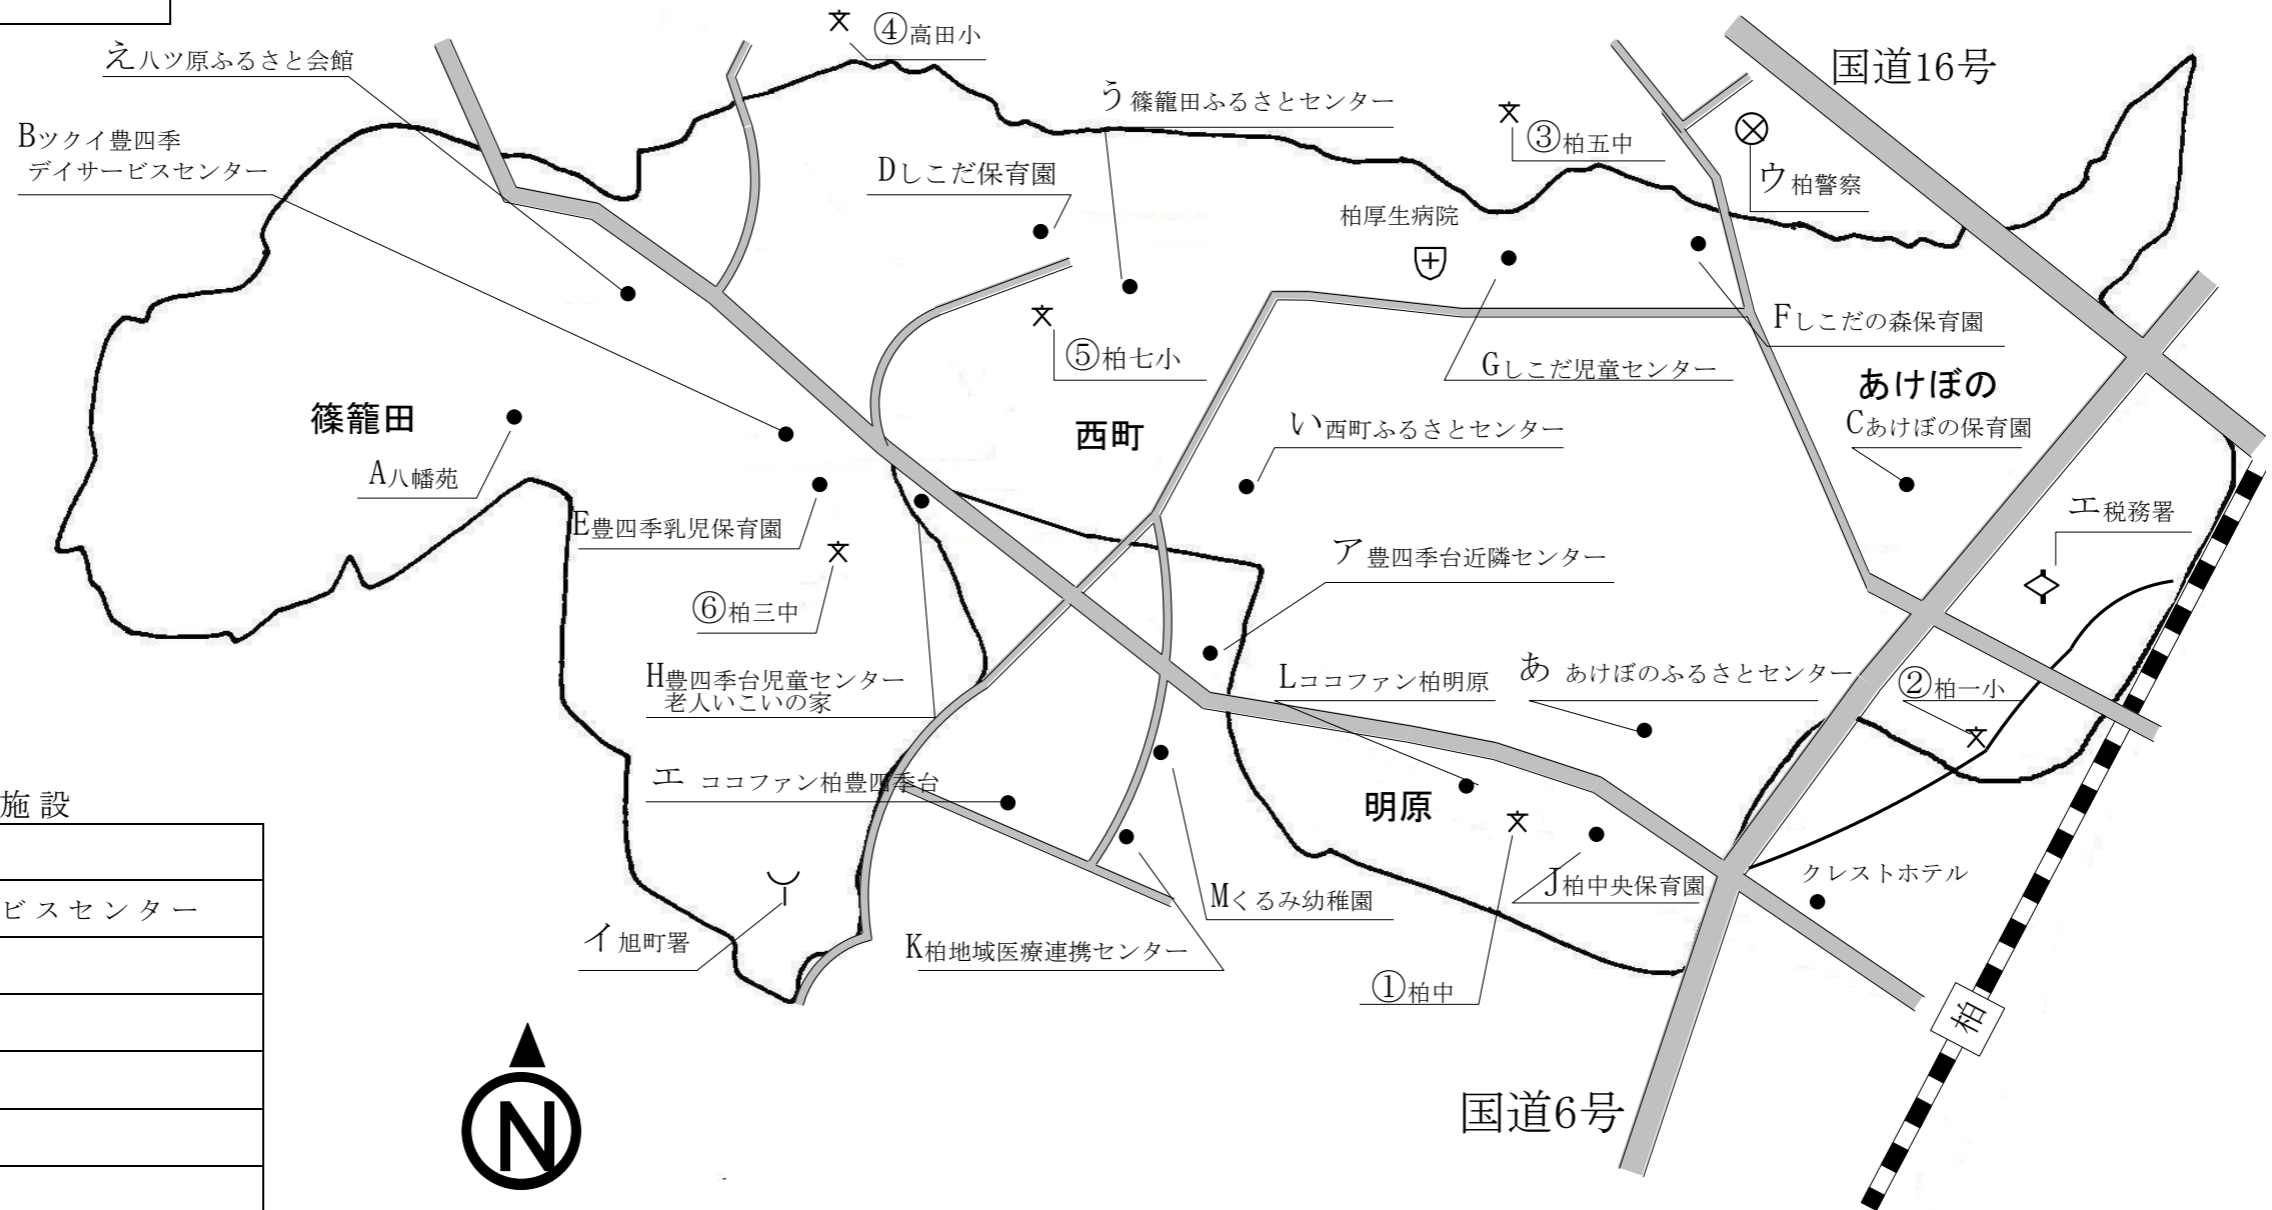 ④高田小
え八ツ原ふるさと会館
国道16号
う篠籠田ふるさとセンター
Bツクイ豊四季
デイサービスセンター
③柏五中
Dしこだ保育園
ウ柏警察
柏厚生病院
Fしこだの森保育園
⑤柏七小
Gしこだ児童センター
あけぼの
篠籠田
西町
い西町ふるさとセンター
Cあけぼの保育園
A八幡苑
エ税務署
E豊四季乳児保育園
ア豊四季台近隣センター
⑥柏三中
H豊四季台児童センター
老人いこいの家
Lココファン柏明原
あ あけぼのふるさとセンター
②柏一小
エ ココファン柏豊四季台
施設
明原
クレストホテル
J柏中央保育園
Mくるみ幼稚園
ビスセンター
イ旭町署
K柏地域医療連携センター
①柏中
柏
国道6号
N